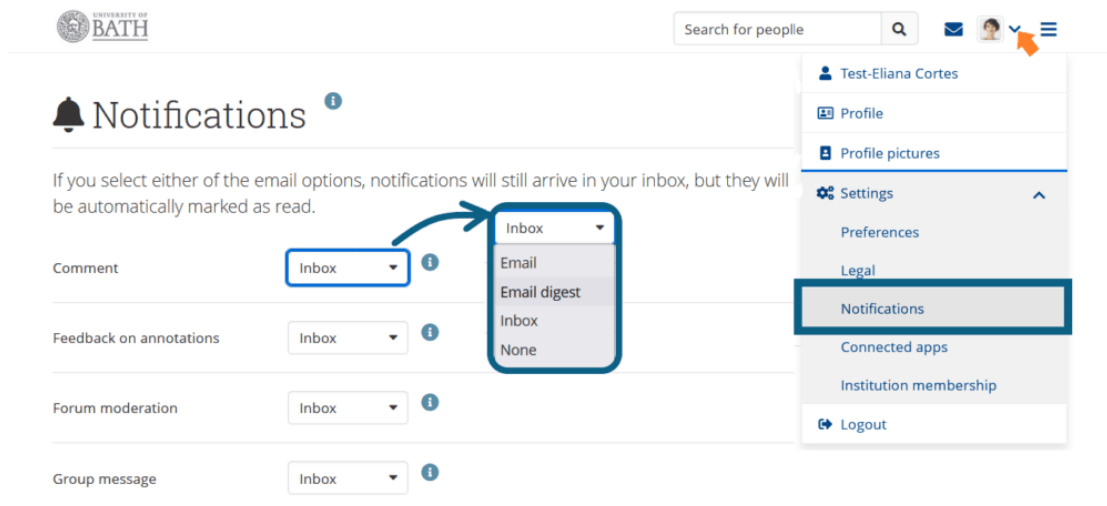 UNIVERSITY OF
BATH
Search for people
Test-Eliana Cortes
Profile
Profile pictures
Settings
Preferences
Legal
Notifications
Connected apps
Institution membership
Logout
Notifications
If you select either of the email options, notifications will still arrive in your inbox, but they will
be automatically marked as read.
Comment
Inbox
Inbox
Email
Email digest
Inbox
None
Feedback on annotations
Inbox
Forum moderation
Inbox
Group message
Inbox